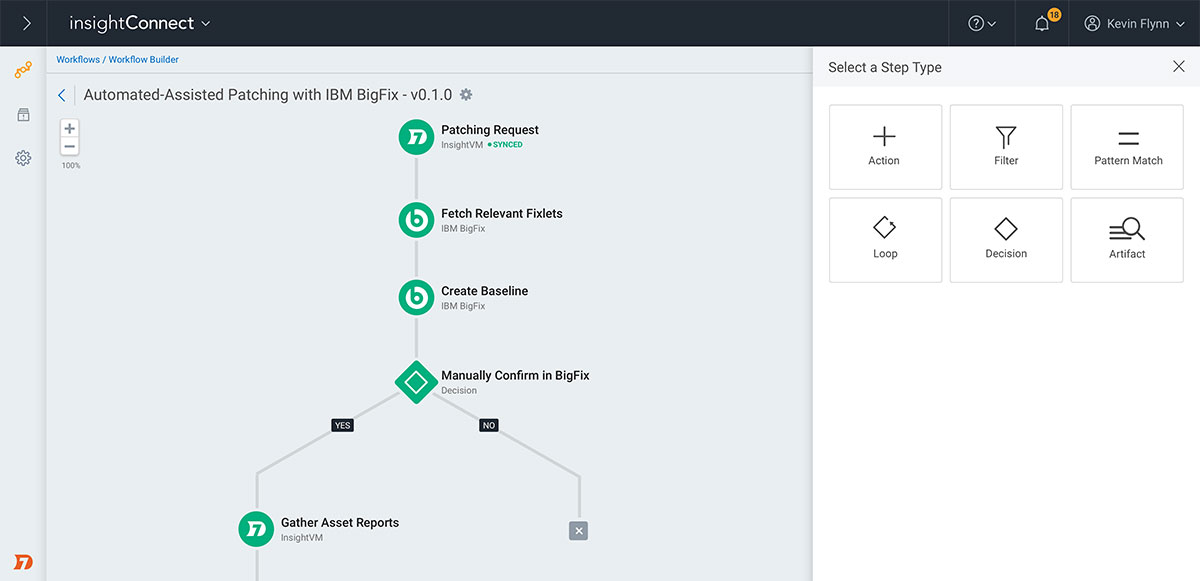 insightConnect
18
Kevin Flynn
Workflows / Workflow Builder
Automated-Assisted Patching with IBM BigFix - v0.1.0
100%
Patching Request
InsightVM SYNCED
Fetch Relevant Fixlets
IBM BigFix
Create Baseline
IBM BigFix
Manually Confirm in BigFix
Decision
YES
NO
Gather Asset Reports
InsightVM
Select a Step Type
Action
Filter
Pattern Match
Loop
Decision
Artifact